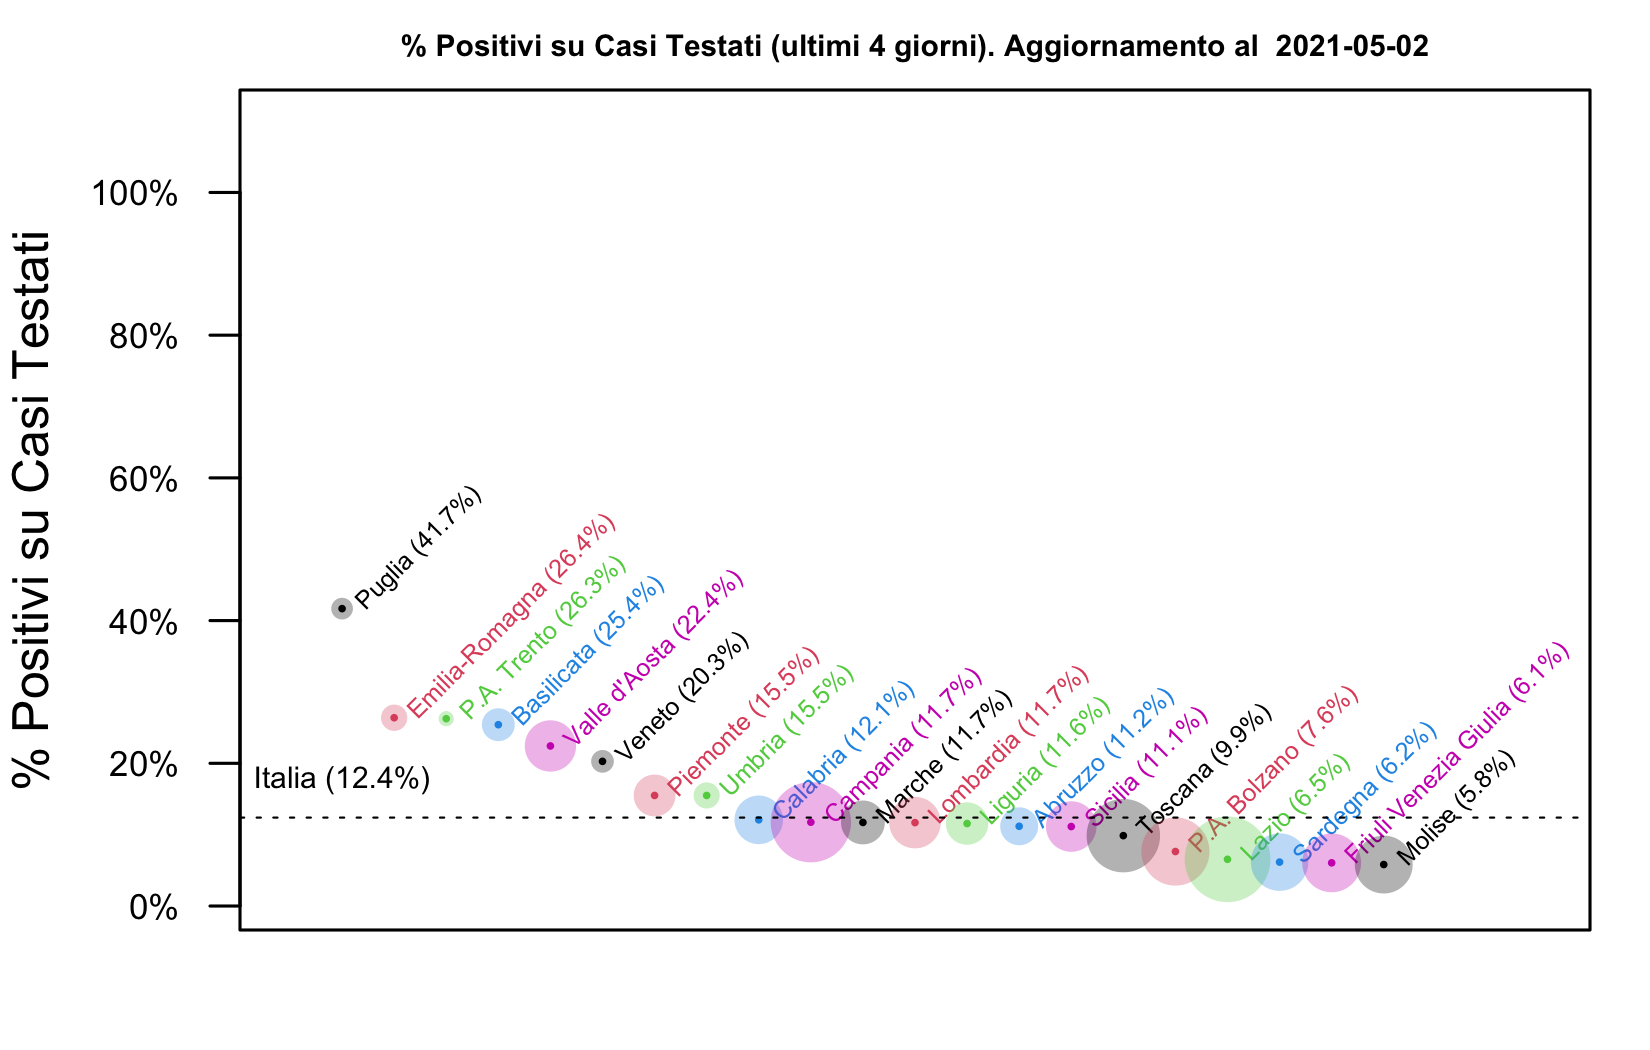 % Positivi su Casi Testati (ultimi 4 giorni). Aggiornamento al  2021-05-02
% Positivi su Casi Testati
100%
80%
60%
40%
20%
0%
Italia (12.4%)
Puglia (41.7%)
Emilia-Romagna (26.4%)
P.A. Trento (26.3%)
Basilicata (25.4%)
Valle d'Aosta (22.4%)
Veneto (20.3%)
Piemonte (15.5%)
Umbria (15.5%)
Calabria (12.1%)
Campania (11.7%)
Marche (11.7%)
Lombardia (11.7%)
Liguria (11.6%)
Abruzzo (11.2%)
Sicilia (11.1%)
Toscana (9.9%)
P.A. Bolzano (7.6%)
Lazio (6.5%)
Sardegna (6.2%)
Friuli Venezia Giulia (6.1%)
Molise (5.8%)